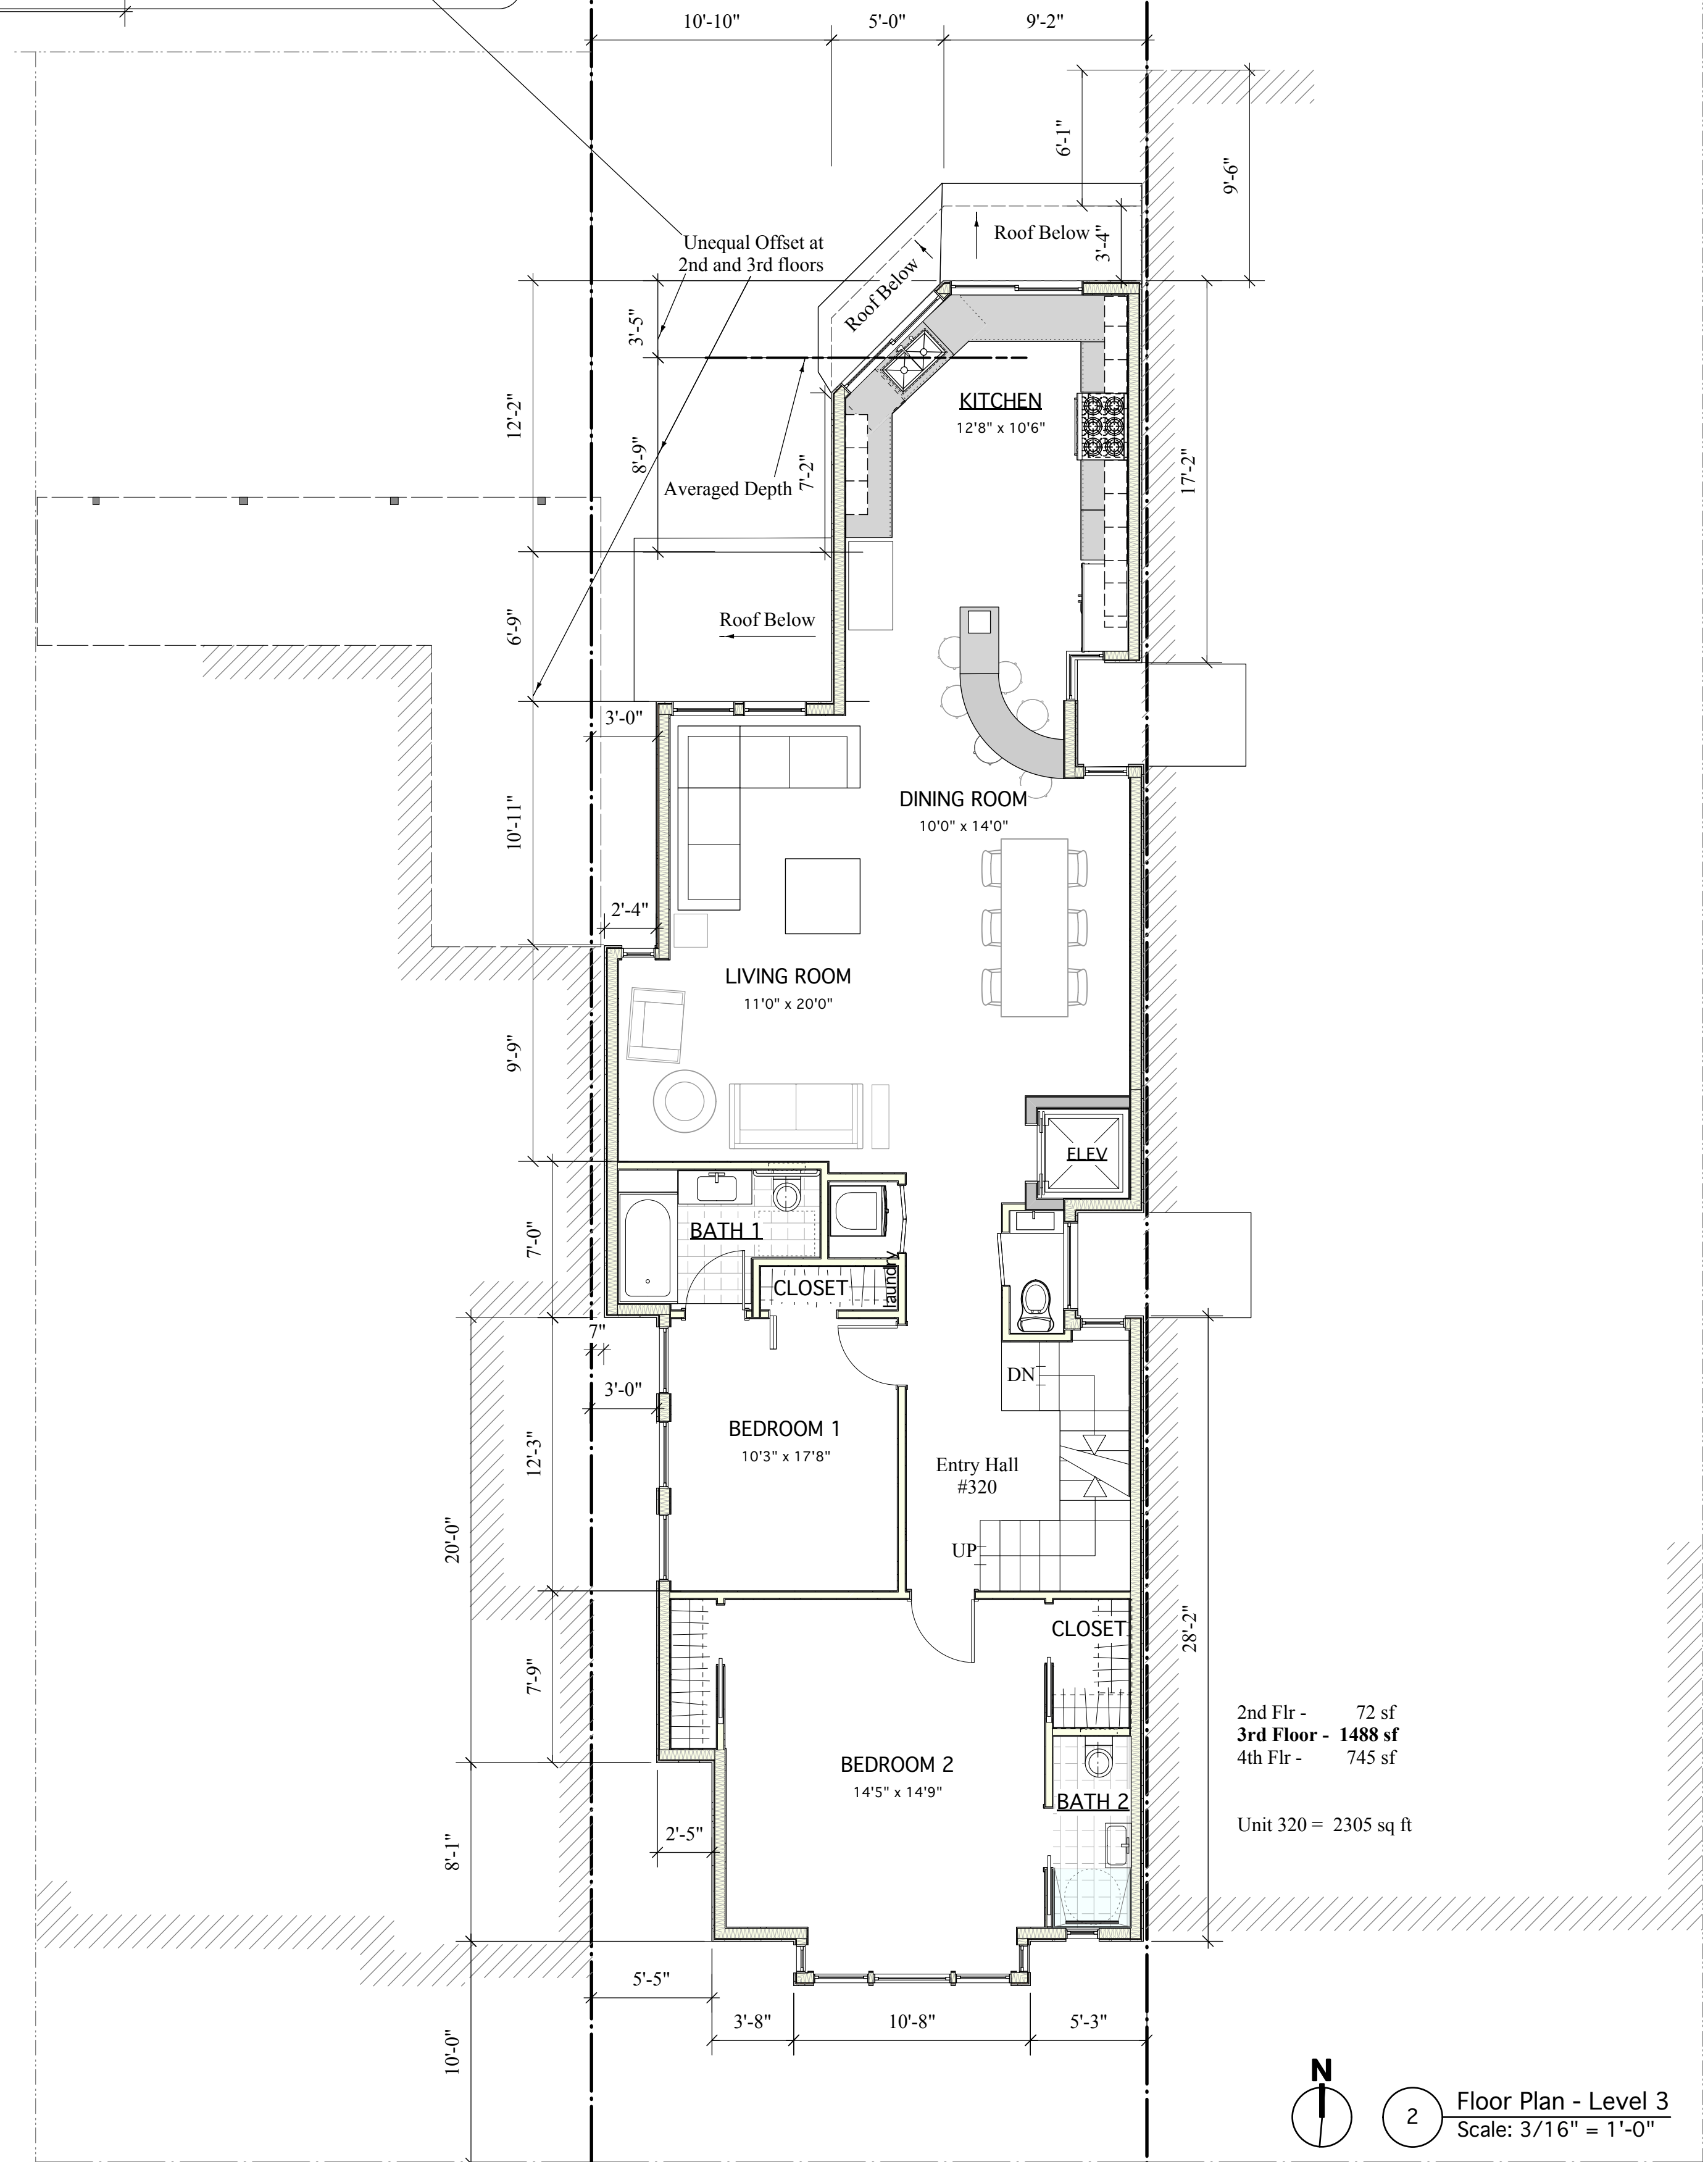 10'-10"
5'-0"
9'-2"
6'-1"
9'-6"
Unequal Offset at
2nd and 3rd floors
Roof Below
3'-4"
Roof Below
3'-5"
12'-2"
KITCHEN
12'8" x 10'6"
8'-9"
7'-2"
17'-2"
Averaged Depth
6'-9"
Roof Below
3'-0"
DINING ROOM
10'0" x 14'0"
10'-11"
2'-4"
LIVING ROOM
11'0" x 20'0"
9'-9"
ELEV
7'-0"
BATH 1
CLOSET
laundry
7"
DN
3'-0"
BEDROOM 1
10'3" x 17'8"
12'-3"
Entry Hall
#320
20'-0"
UP
CLOSET
28'-2"
7'-9"
2nd Flr - 72 sf
3rd Floor - 1488 sf
4th Flr - 745 sf
BEDROOM 2
14'5" x 14'9"
BATH 2
Unit 320 = 2305 sq ft
2'-5"
8'-1"
5'-5"
3'-8"
10'-8"
5'-3"
10'-0"
N
2
Floor Plan - Level 3
Scale: 3/16" = 1'-0"